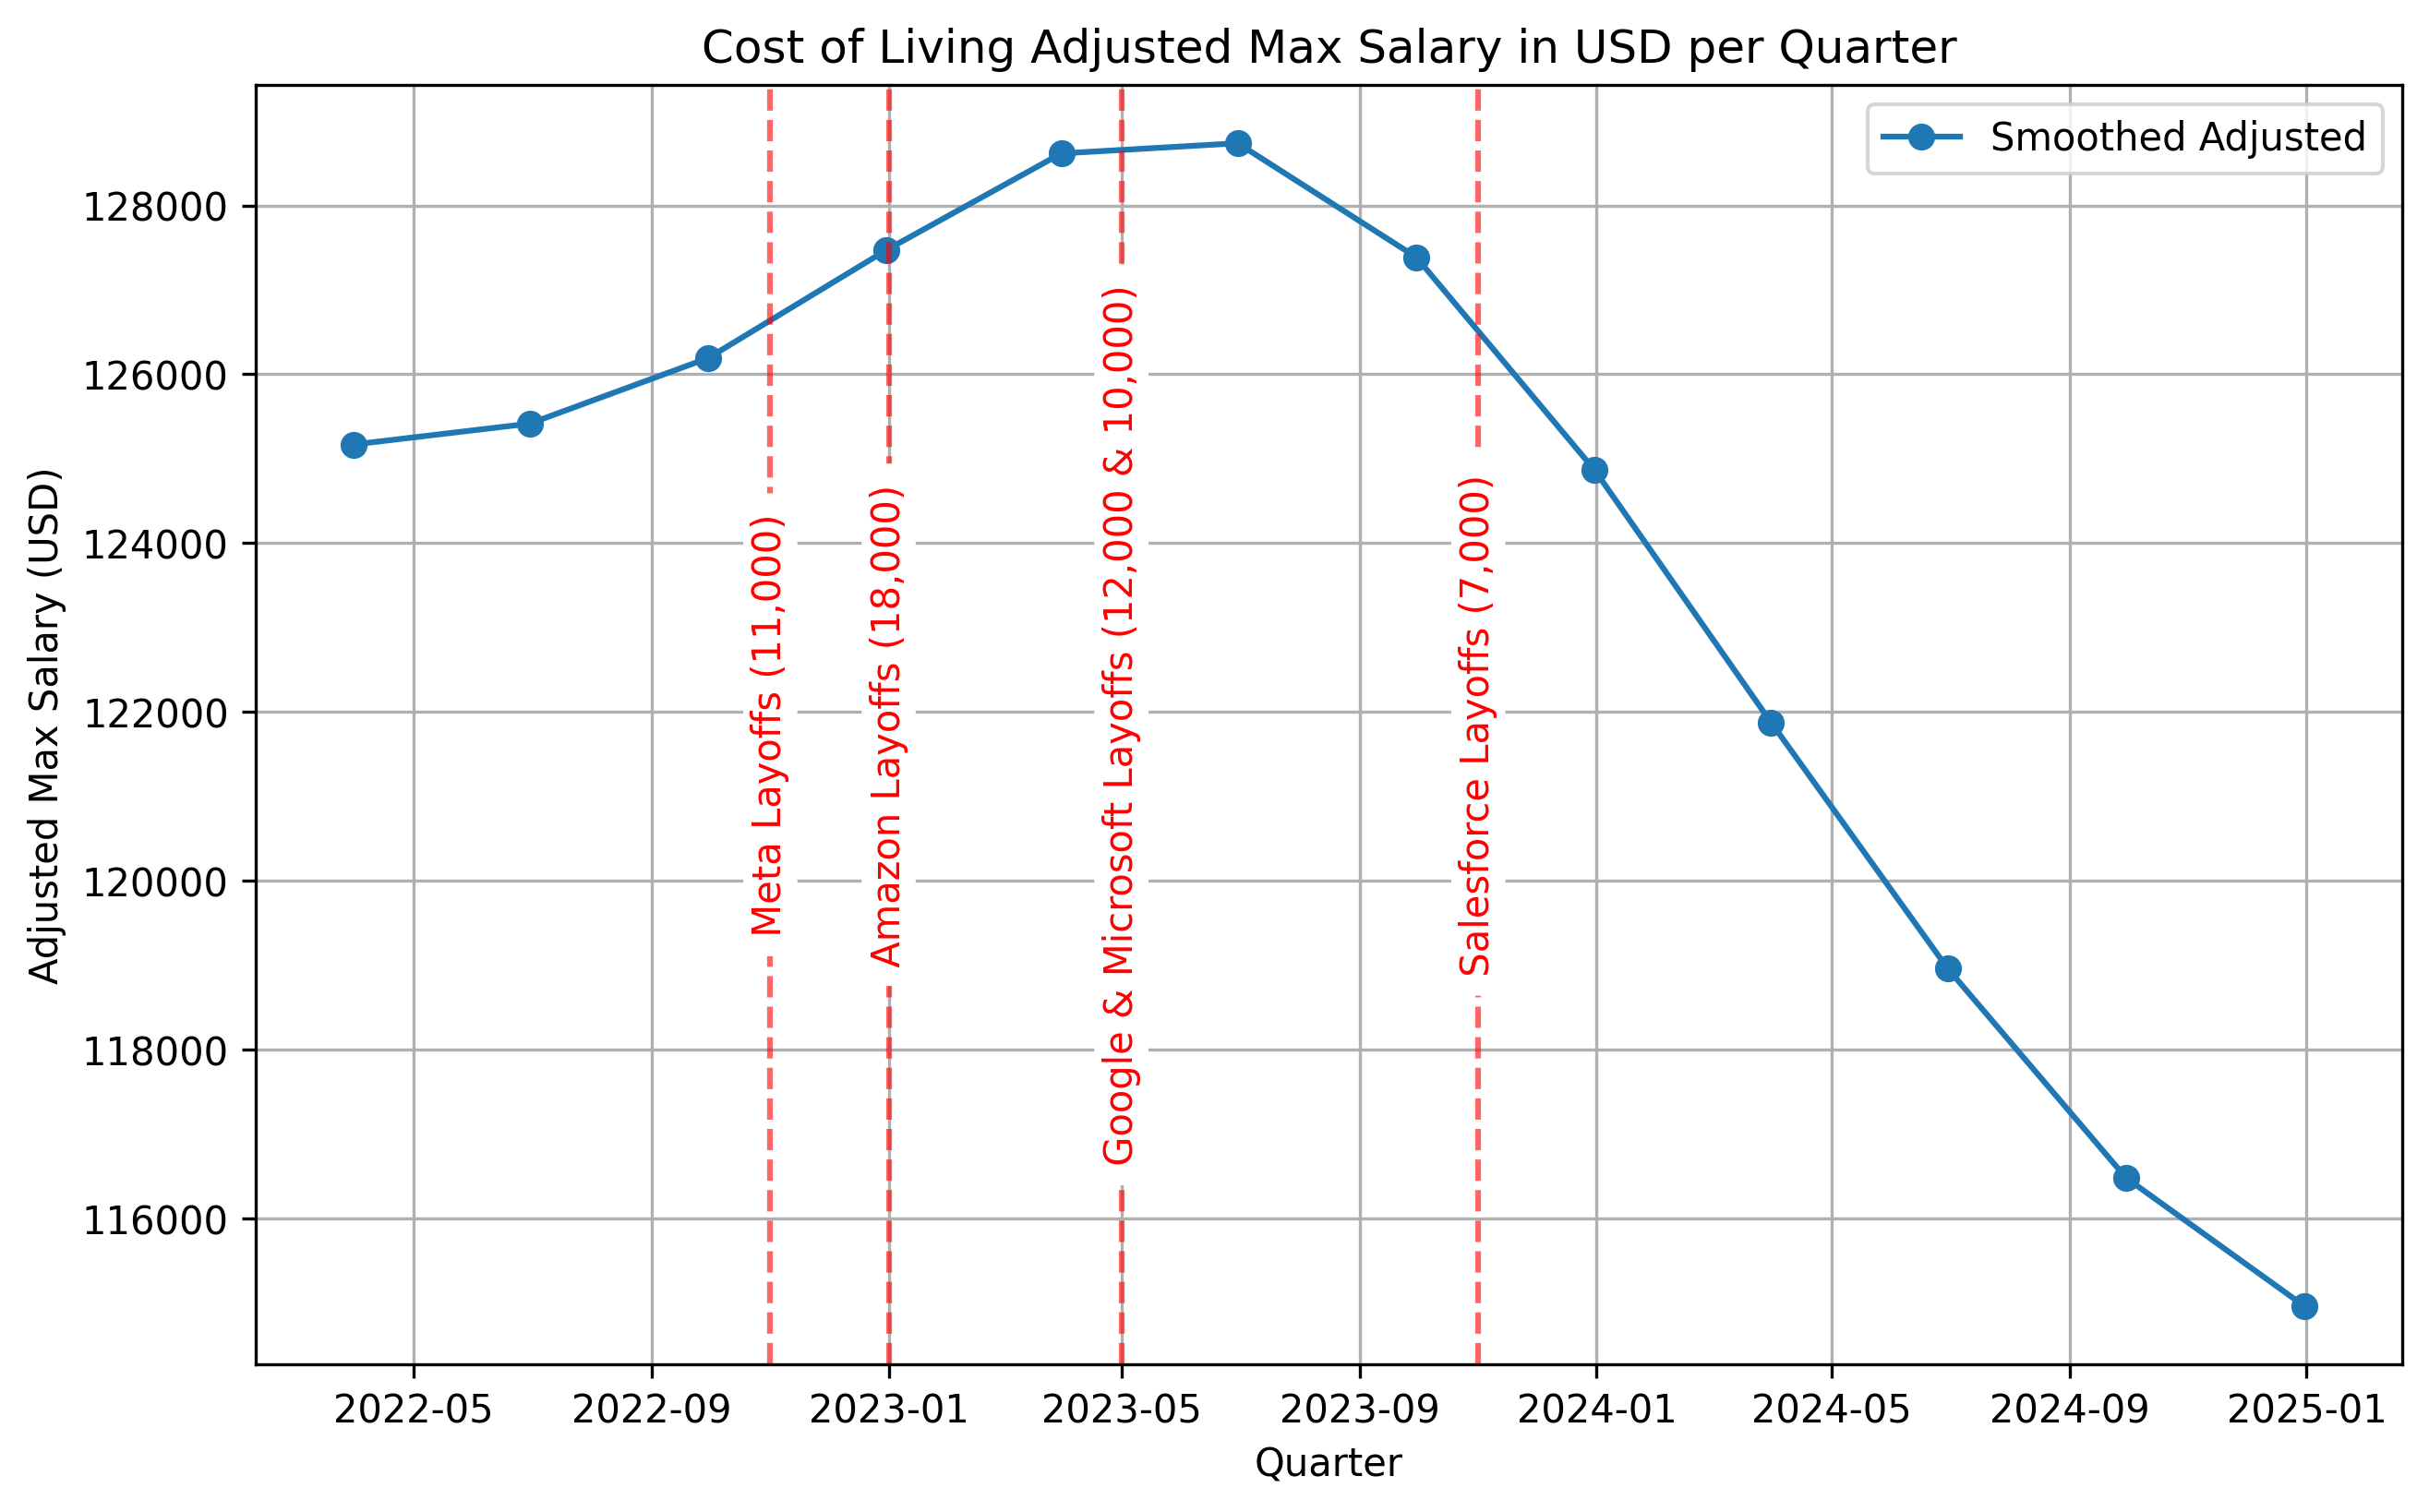 Cost of Living Adjusted Max Salary in USD per Quarter
Smoothed Adjusted
Adjusted Max Salary (USD)
128000
126000
124000
122000
120000
118000
116000
Meta Layoffs (11,000)
Amazon Layoffs (18,000)
Google & Microsoft Layoffs (12,000 & 10,000)
Salesforce Layoffs (7,000)
2022-05
2022-09
2023-01
2023-05
2023-09
2024-01
2024-05
2024-09
2025-01
Quarter